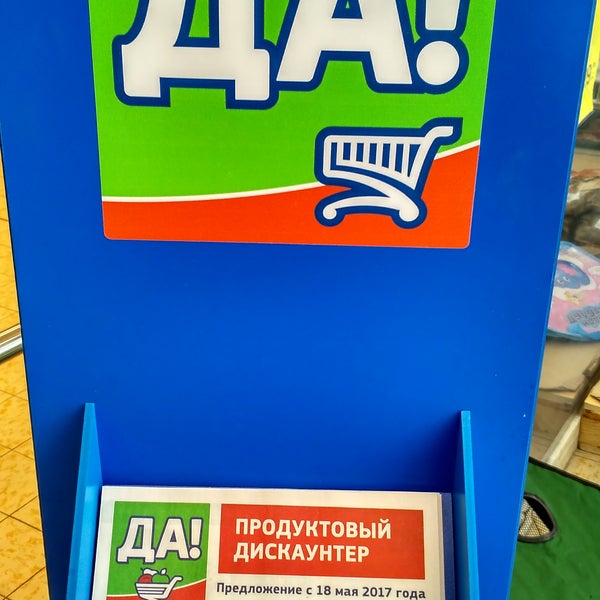 ДА!
ДА!
ПРОДУКТОВЫЙ
ДИСКАУНТЕР
Предложение с 18 мая 2017 года